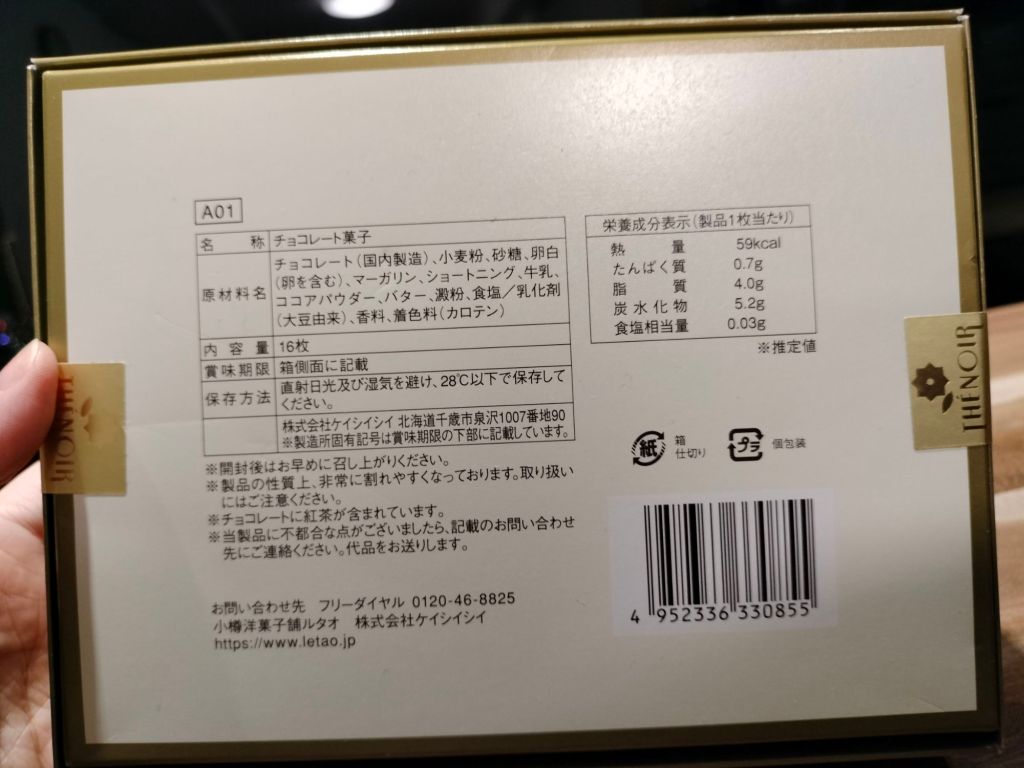 A01
名称 チョコレート菓子
原材料名 チョコレート(国内製造)、小麦粉、砂糖、卵白
(卵を含む)、マーガリン、ショートニング、牛乳、
ココアパウダー、バター、澱粉、食塩/乳化剤
(大豆由来)、香料、着色料(カロテン)
内容量 16枚
賞味期限 箱側面に記載
保存方法 直射日光及び湿気を避け、28℃以下で保存して
ください。
株式会社ケイシイシイ 北海道千歳市泉沢1007番地90
※製造所固有記号は賞味期限の下部に記載しています。
※開封後はお早めに召し上がりください。
※製品の性質上、非常に割れやすくなっております。取り扱い
にはご注意ください。
※チョコレートに紅茶が含まれています。
※当製品に不都合な点がございましたら、記載のお問い合わせ
先にご連絡ください。代品をお送りします。
お問い合わせ先 フリーダイヤル 0120-46-8825
小樽洋菓子舗ルタオ 株式会社ケイシイシイ
https://www.letao.jp
栄養成分表示(製品1枚当たり)
熱量 59kcal
たんぱく質 0.7g
脂質 4.0g
炭水化物 5.2g
食塩相当量 0.03g
※推定値
紙 箱
仕切り
プラ 個包装
4 952336 330855
THÉNOIR
THÉNOIR